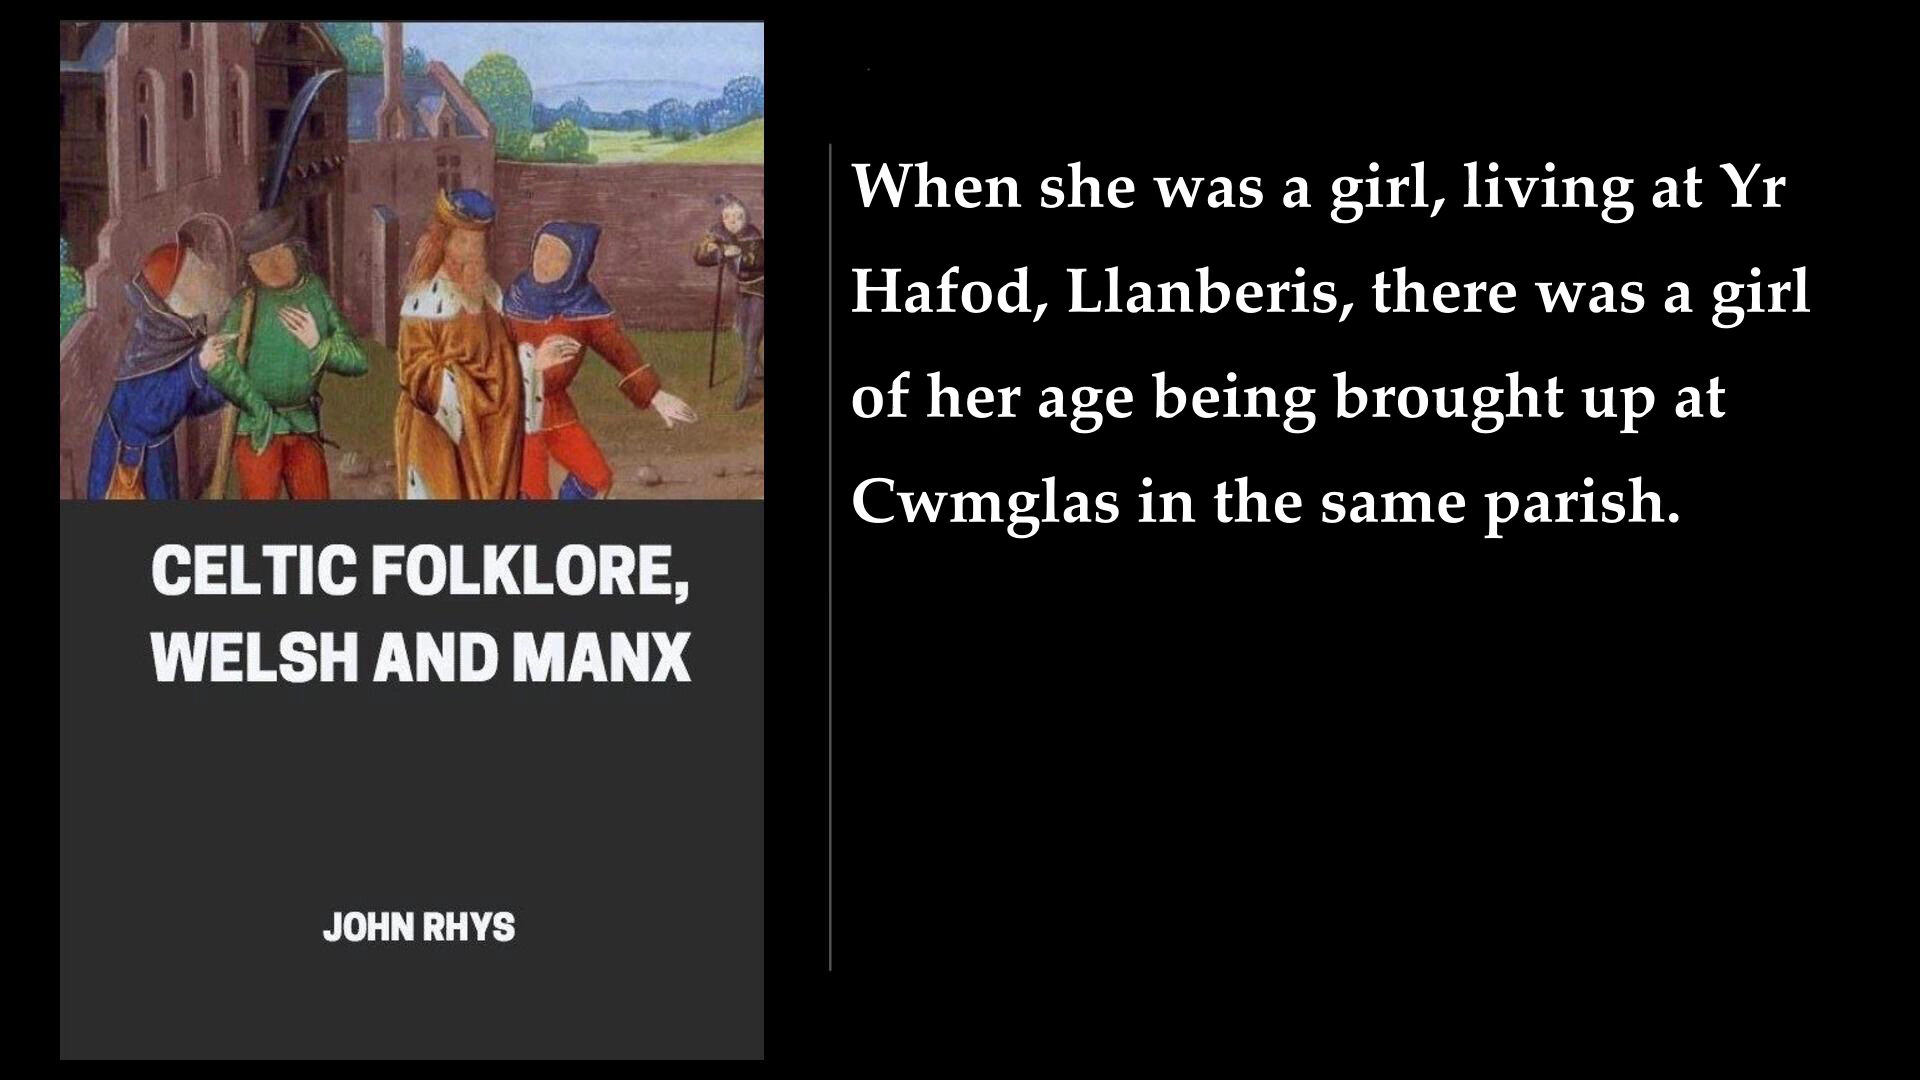 CELTIC FOLKLORE,
WELSH AND MANX
JOHN RHYS
When she was a girl, living at Yr
Hafod, Llanberis, there was a girl
of her age being brought up at
Cwmglas in the same parish.